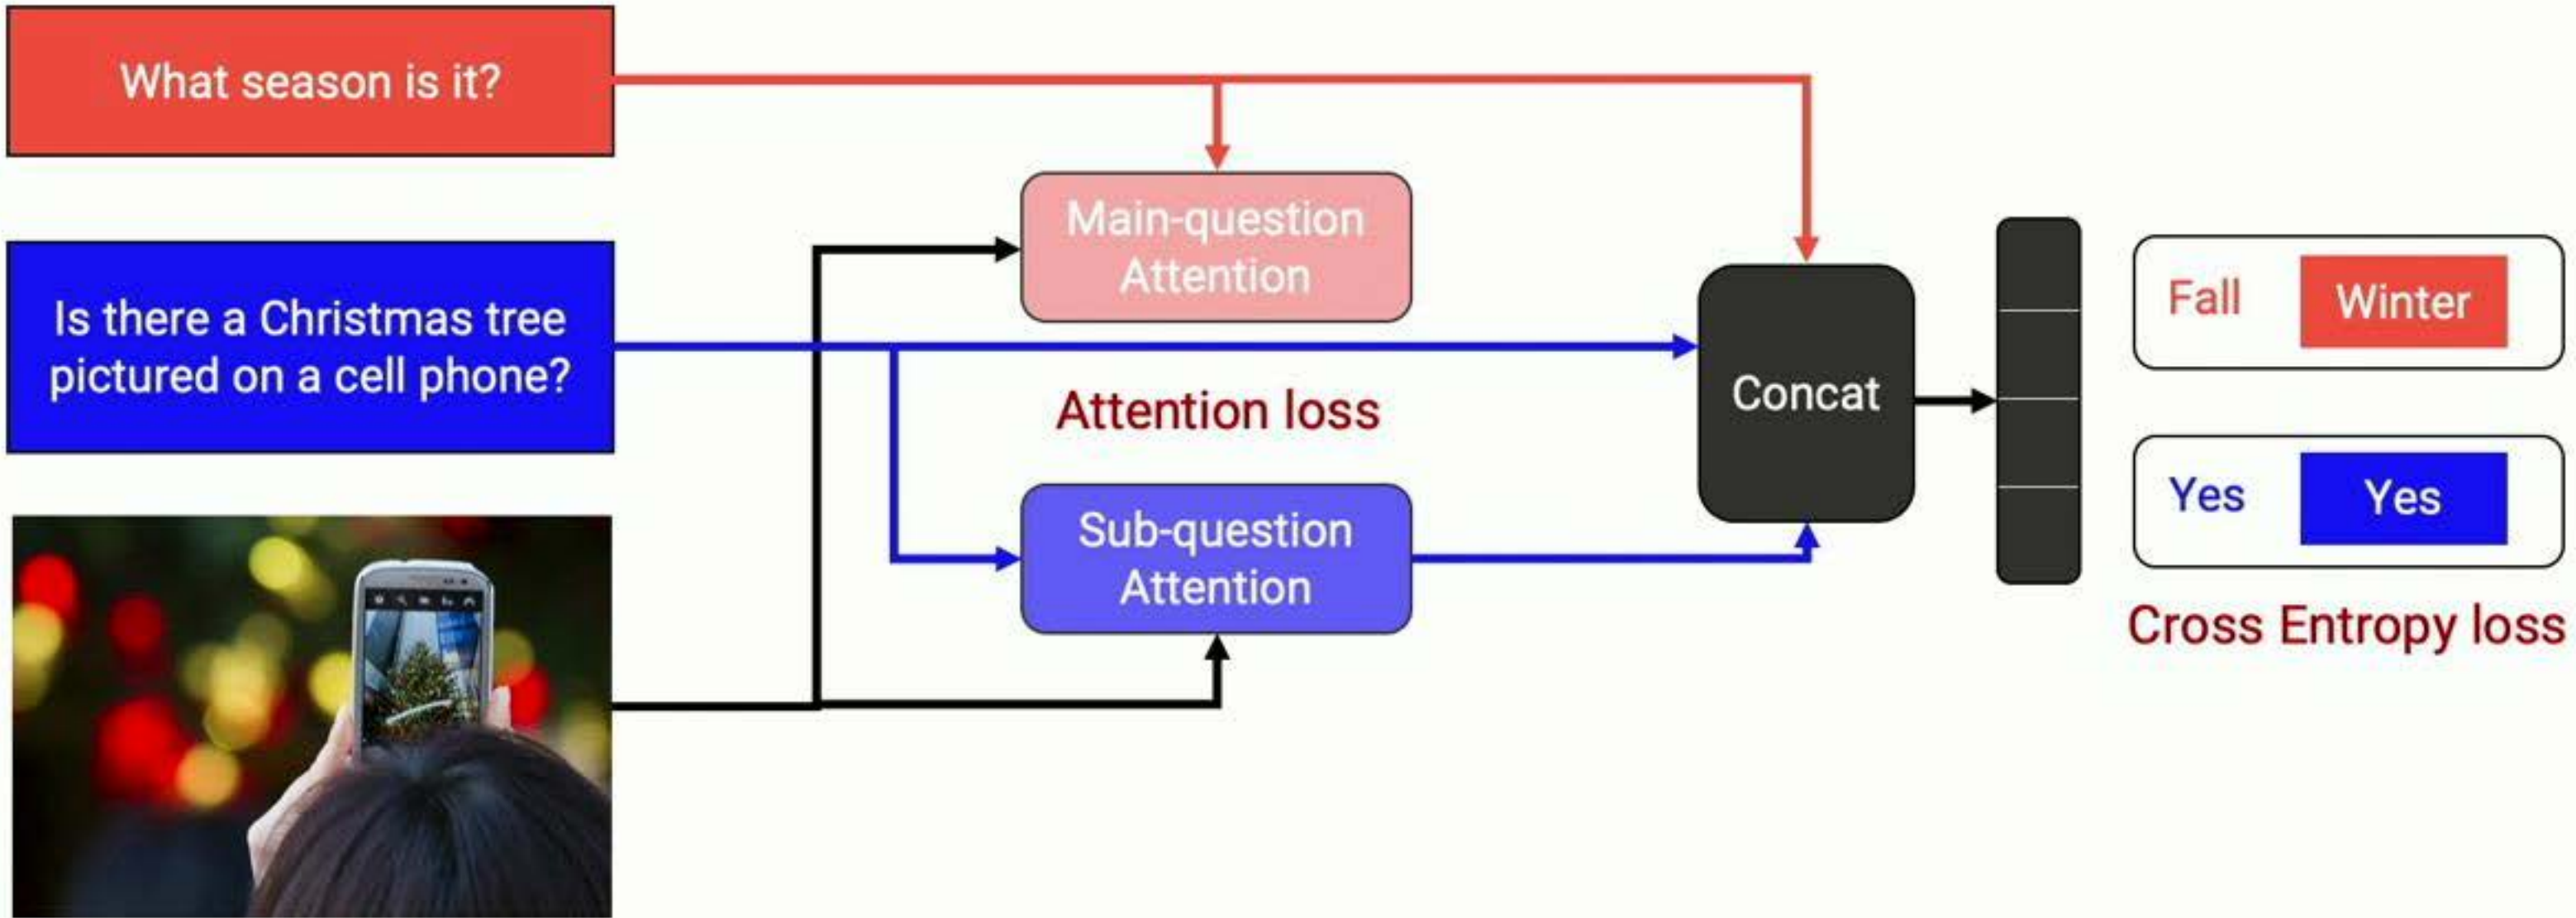 What season is it?
Main-question
Attention
Is there a Christmas tree
pictured on a cell phone?
Attention loss
Sub-question
Attention
Concat
Fall
Winter
Yes
Yes
Cross Entropy loss